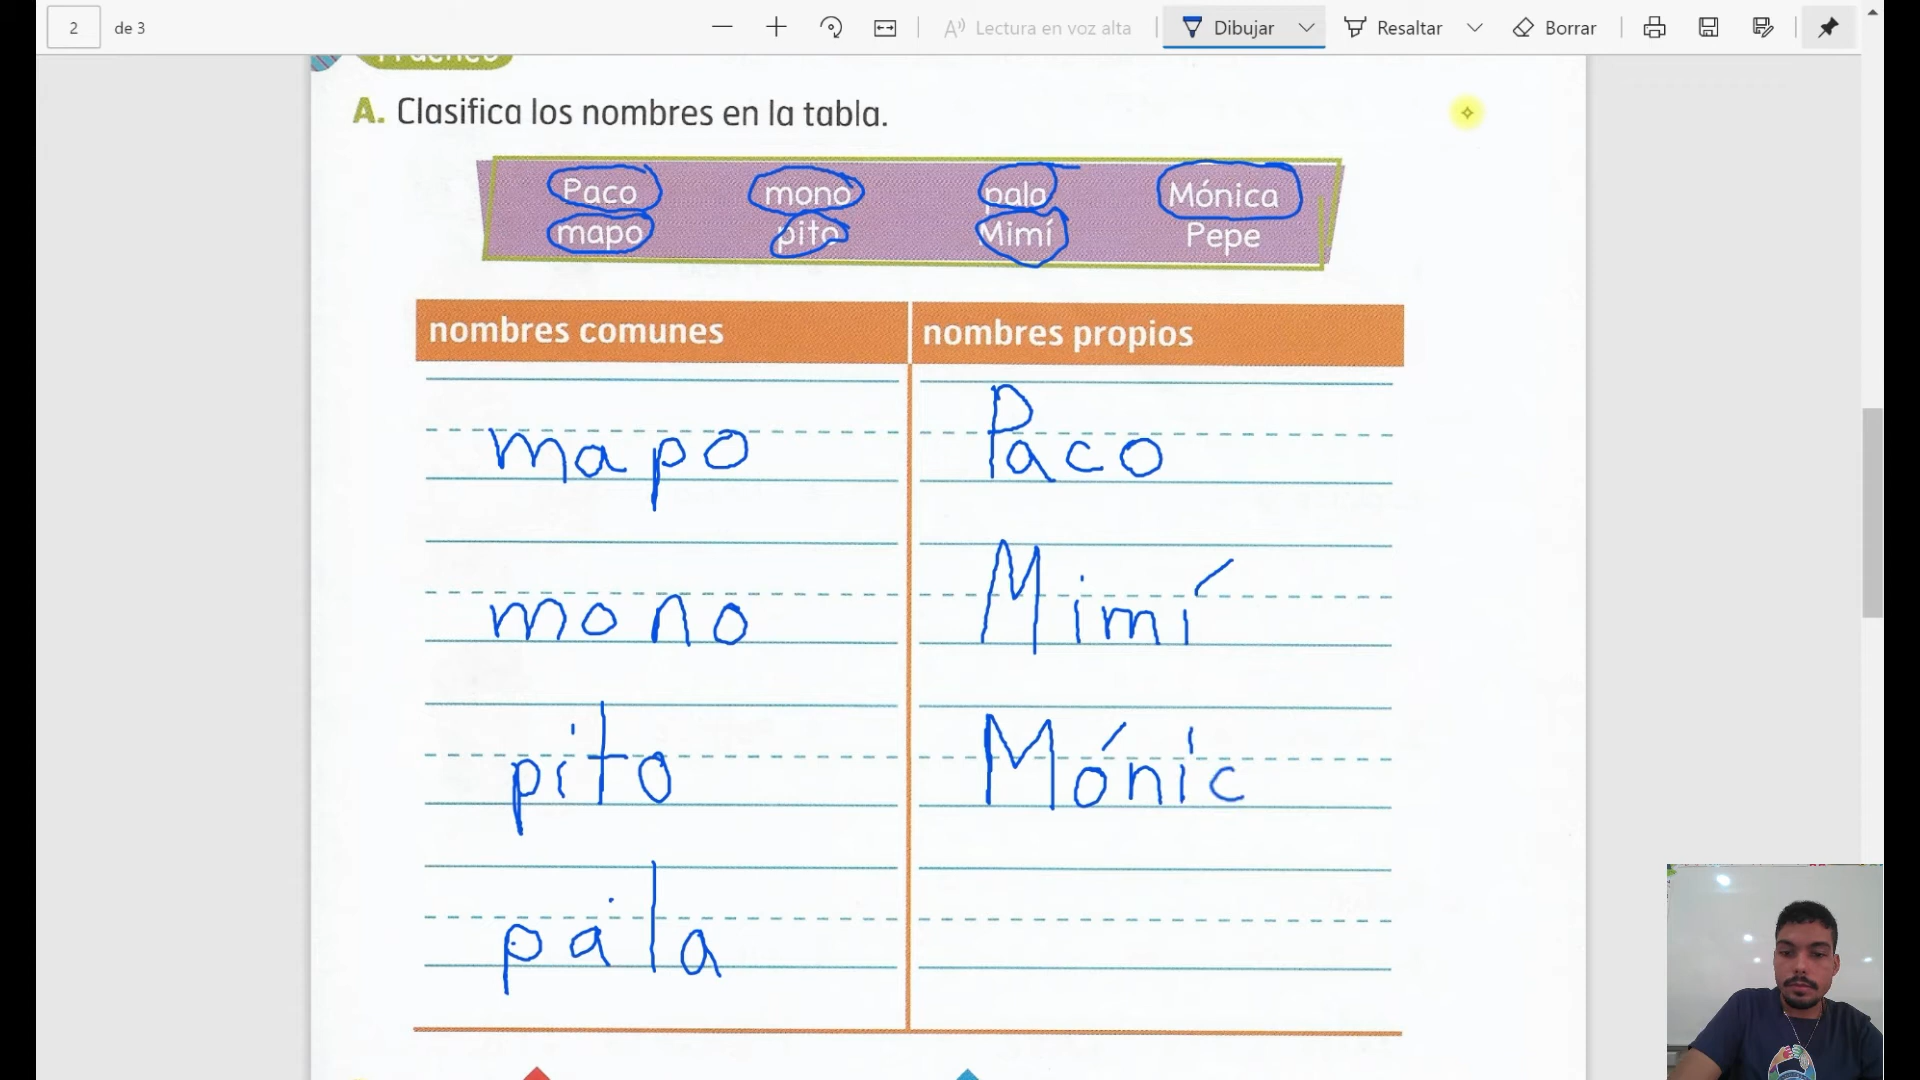 2 de 3 Lectura en voz alta Dibujar Resaltar Borrar
Práctico
A. Clasifica los nombres en la tabla.
Paco mono pala Mónica
mapo pito Mimí Pepe
nombres comunes nombres propios
mapo Paco
mono Mimí
pito Mónic
pala